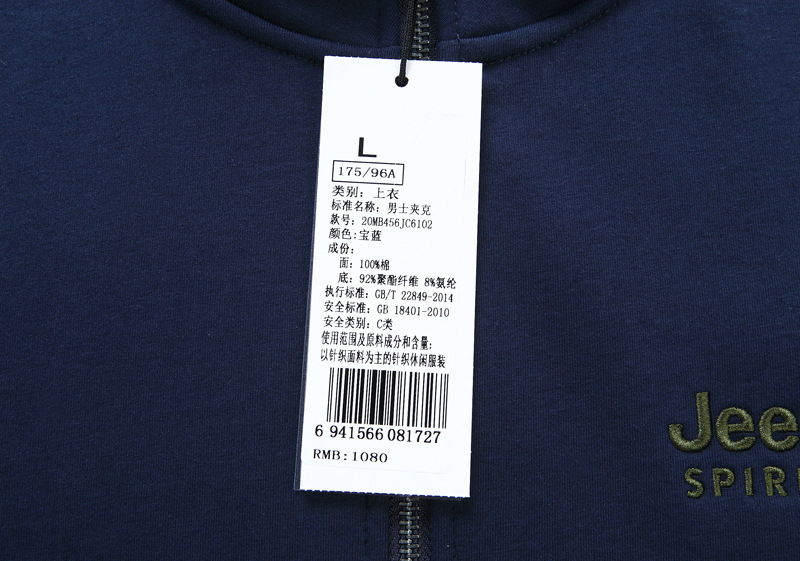 L
175/96A
类别: 上衣
标准名称: 男士夹克
款号: 20MB456JC6102
颜色:宝蓝
成份:
面: 100%棉
底: 92%聚酯纤维 8%氨纶
执行标准: GB/T 22849-2014
安全标准: GB 18401-2010
安全类别: C类
使用范围及原料成分和含量:
以针织面料为主的针织休闲服装
6 941566 081727
RMB:1080
Jee
SPIRI